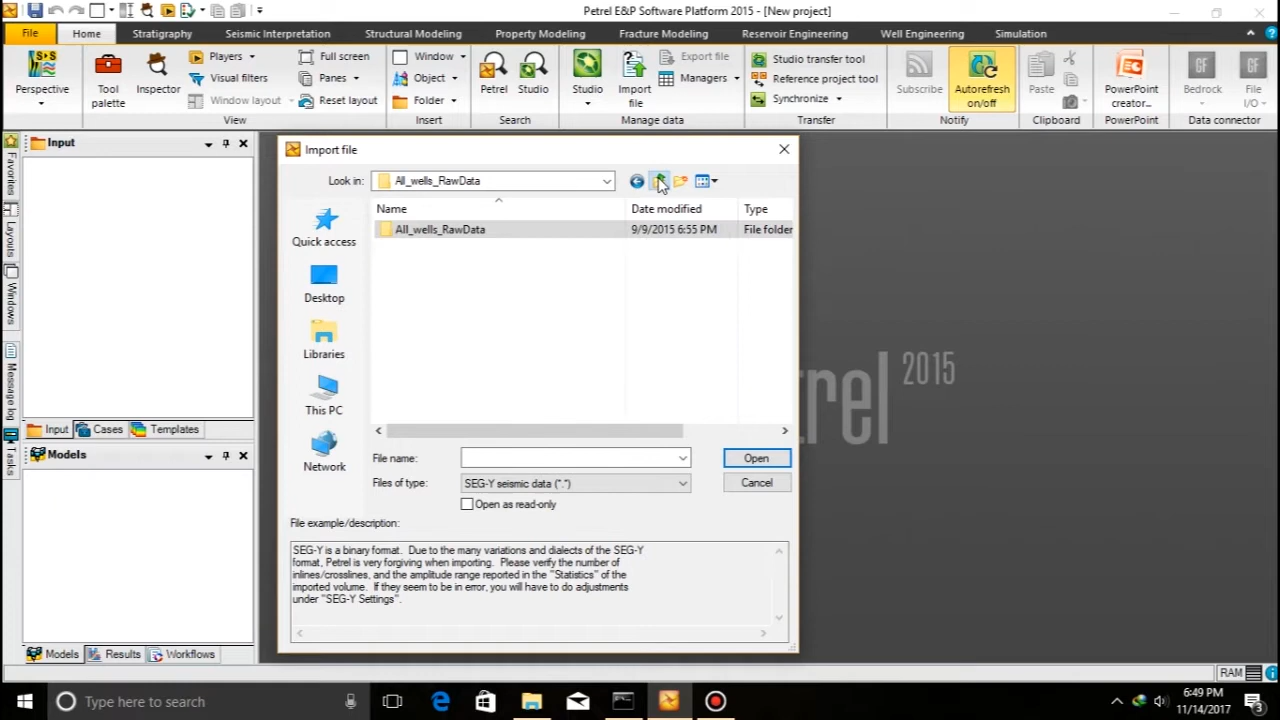 Petrel E&P Software Platform 2015 - [New project]
File
Home
Stratigraphy
Seismic Interpretation
Structural Modeling
Property Modeling
Fracture Modeling
Reservoir Engineering
Well Engineering
Simulation
Perspective
Tool palette
Inspector
Players
Visual filters
Window layout
Full screen
Panes
Reset layout
View
Window
Object
Folder
Insert
Petrel
Studio
Search
Studio
Import file
Export file
Managers
Manage data
Studio transfer tool
Reference project tool
Synchronize
Transfer
Subscribe
Autorefresh on/off
Notify
Paste
Clipboard
PowerPoint creator...
PowerPoint
GF
Bedrock
GF
File I/O
Data connector
Favorites
Layouts
Windows
Message log
Tasks
Input
Input
Cases
Templates
Models
Models
Results
Workflows
Import file
Look in:
All_wells_RawData
Name
Date modified
Type
All_wells_RawData
9/9/2015 6:55 PM
File folder
Quick access
Desktop
Libraries
This PC
Network
File name:
Open
Files of type:
SEG-Y seismic data (*.*)
Cancel
Open as read-only
File example/description:
SEG-Y is a binary format. Due to the many variations and dialects of the SEG-Y
format, Petrel is very forgiving when importing. Please verify the number of
inlines/crosslines, and the amplitude range reported in the "Statistics" of the
imported volume. If they seem to be in error, you will have to do adjustments
under "SEG-Y Settings".
trel 2015
RAM
Type here to search
6:49 PM
11/14/2017
3